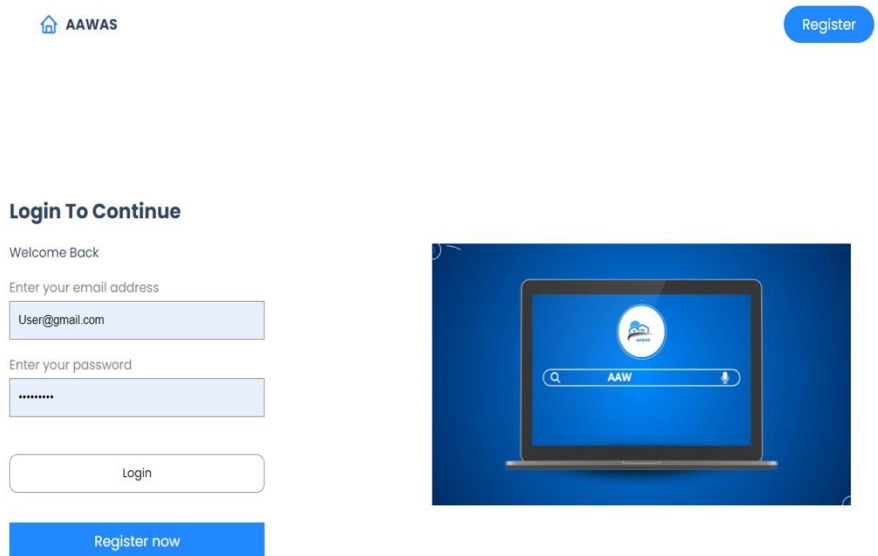 AAWAS
Register
Login To Continue
Welcome Back
Enter your email address
User@gmail.com
Enter your password
•••••••••
Login
Register now
AAWAS
AAW